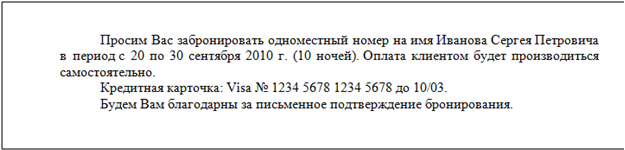 Просим Вас забронировать одноместный номер на имя Иванова Сергея Петровича
в период с 20 по 30 сентября 2010 г. (10 ночей). Оплата клиентом будет производиться
самостоятельно.
Кредитная карточка: Visa № 1234 5678 1234 5678 до 10/03.
Будем Вам благодарны за письменное подтверждение бронирования.